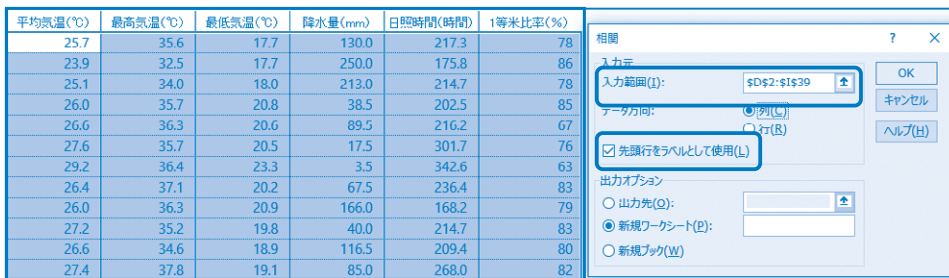 平均気温(℃) 最高気温(℃) 最低気温(℃) 降水量(mm) 日照時間(時間) 1等米比率(%)
25.7 35.6 17.7 130.0 217.3 78
23.9 32.5 17.7 250.0 175.8 86
25.1 34.0 18.0 213.0 214.7 78
26.0 35.7 20.8 38.5 202.5 85
26.6 36.3 20.6 89.5 216.2 67
27.6 35.7 20.5 17.5 301.7 76
29.2 36.4 23.3 3.5 342.6 63
26.4 37.1 20.2 67.5 236.4 83
26.0 36.3 20.9 166.0 168.2 79
27.2 35.2 19.8 40.0 214.7 83
26.6 34.6 18.9 116.5 209.4 80
27.4 37.8 19.1 85.0 268.0 82
相関 ? ×
入力元
入力範囲(I): $D$2:$I$39 OK
キャンセル
データ方向: 列(C)
行(R) ヘルプ(H)
先頭行をラベルとして使用(L)
出力オプション
出力先(O):
新規ワークシート(P):
新規ブック(W)